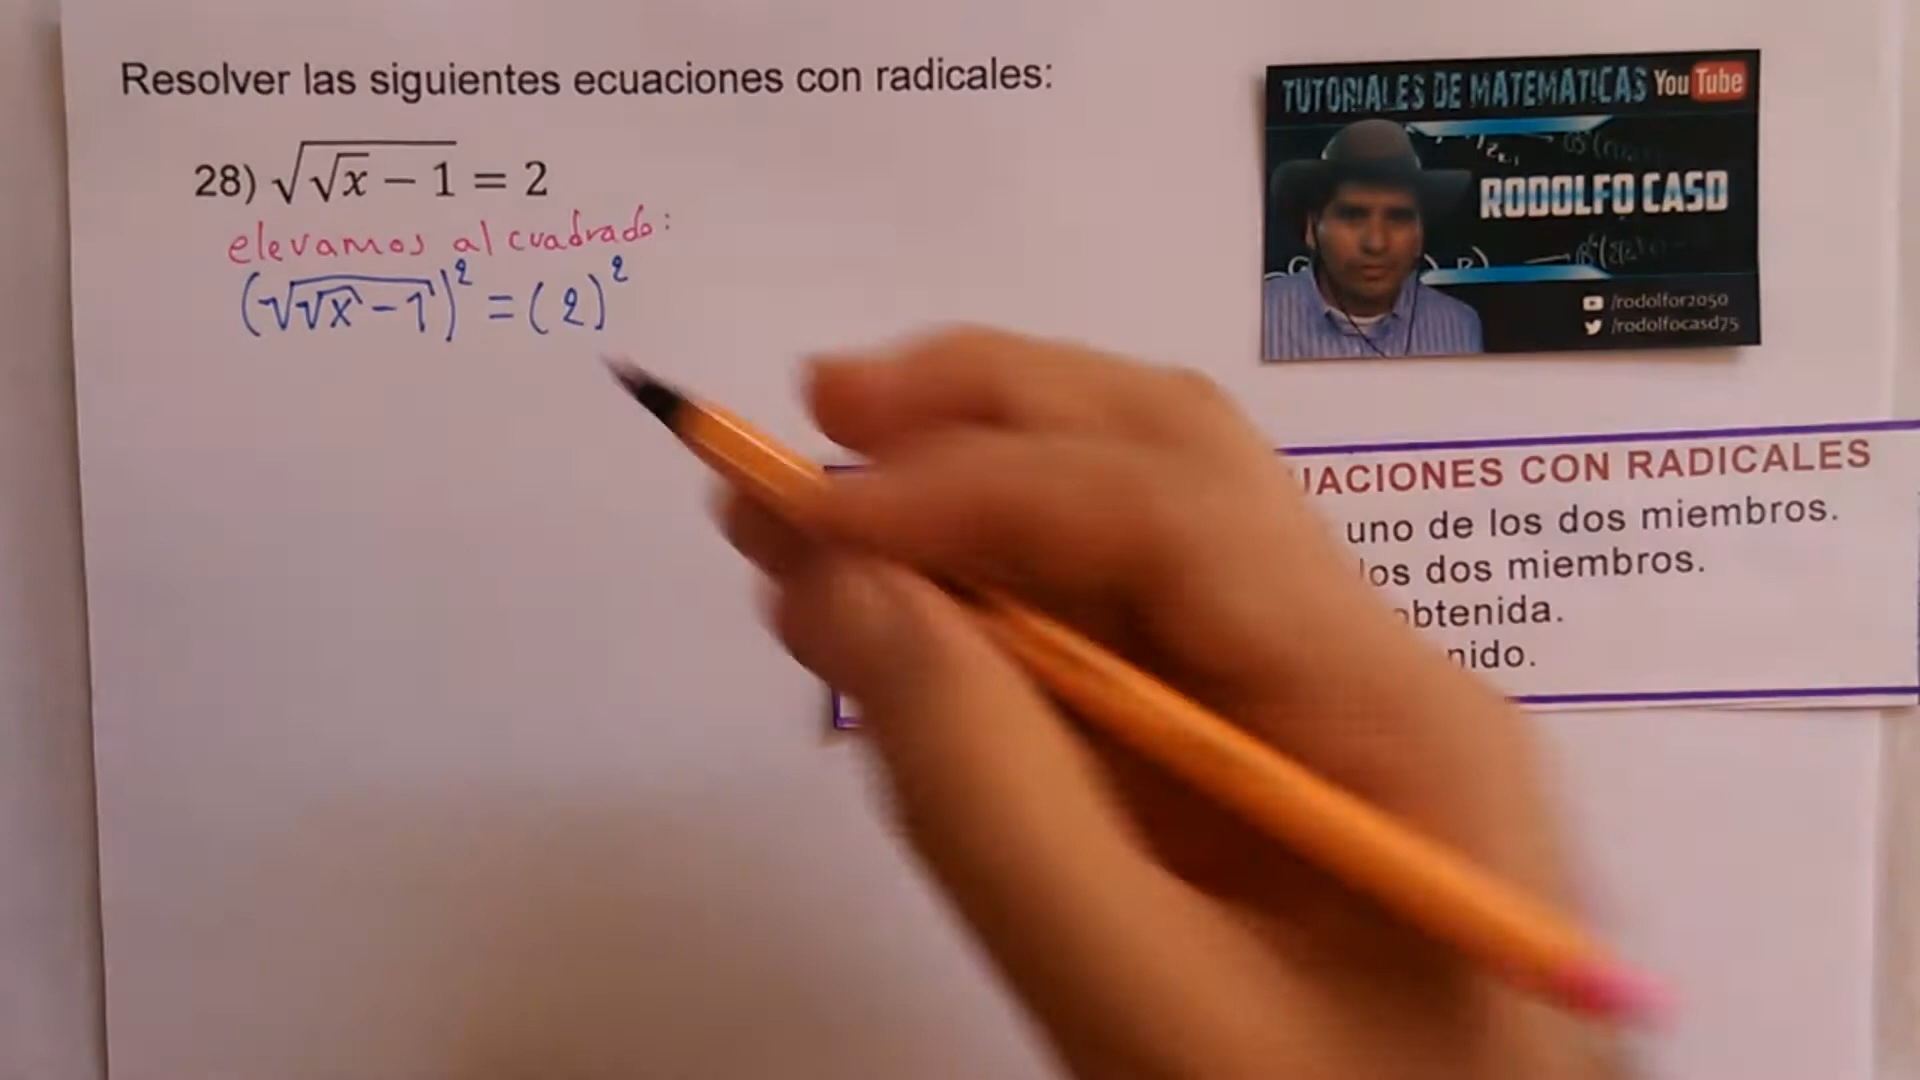 Resolver las siguientes ecuaciones con radicales:
28) √(√x − 1) = 2
elevamos al cuadrado:
(√(√x − 1))² = (2)²
TUTORIALES DE MATEMATICAS YouTube
RODOLFO CASD
/rodolfor2050
/rodolfocasd75
UACIONES CON RADICALES
uno de los dos miembros.
los dos miembros.
obtenida.
nido.